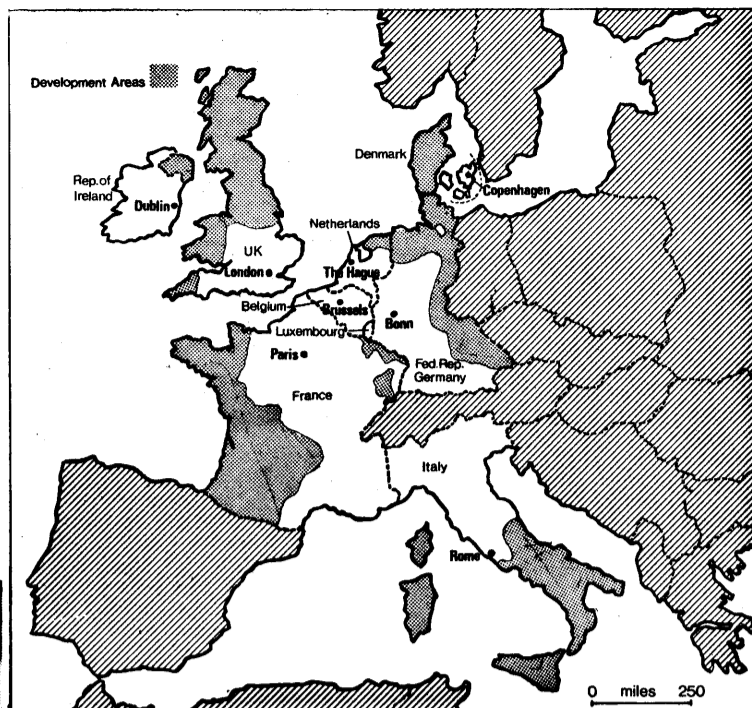 Development Areas
Denmark
Rep. of
Ireland
Dublin
Copenhagen
Netherlands
UK
London
The Hague
Belgium
Brussels
Bonn
Luxembourg
Paris
Fed. Rep.
Germany
France
Italy
Rome
0 miles 250